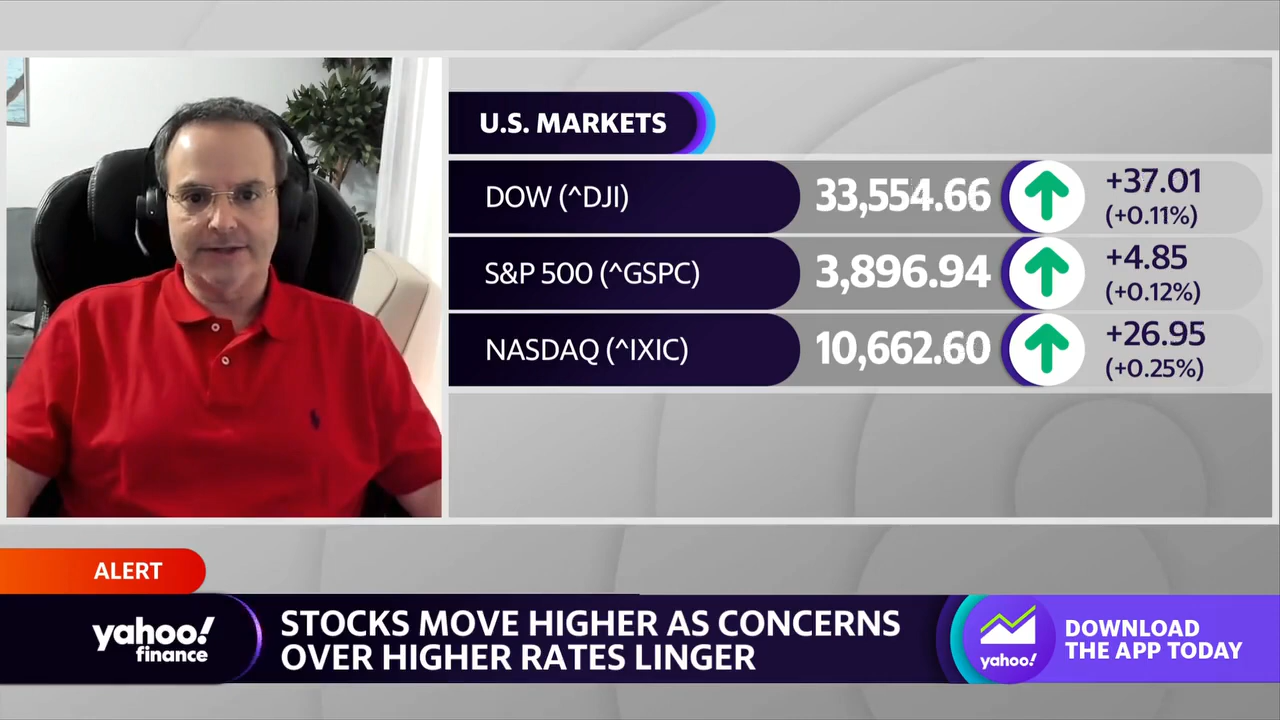 U.S. MARKETS
DOW (^DJI) 33,554.66 +37.01 (+0.11%)
S&P 500 (^GSPC) 3,896.94 +4.85 (+0.12%)
NASDAQ (^IXIC) 10,662.60 +26.95 (+0.25%)
ALERT
yahoo!
finance
STOCKS MOVE HIGHER AS CONCERNS
OVER HIGHER RATES LINGER
yahoo!
DOWNLOAD
THE APP TODAY